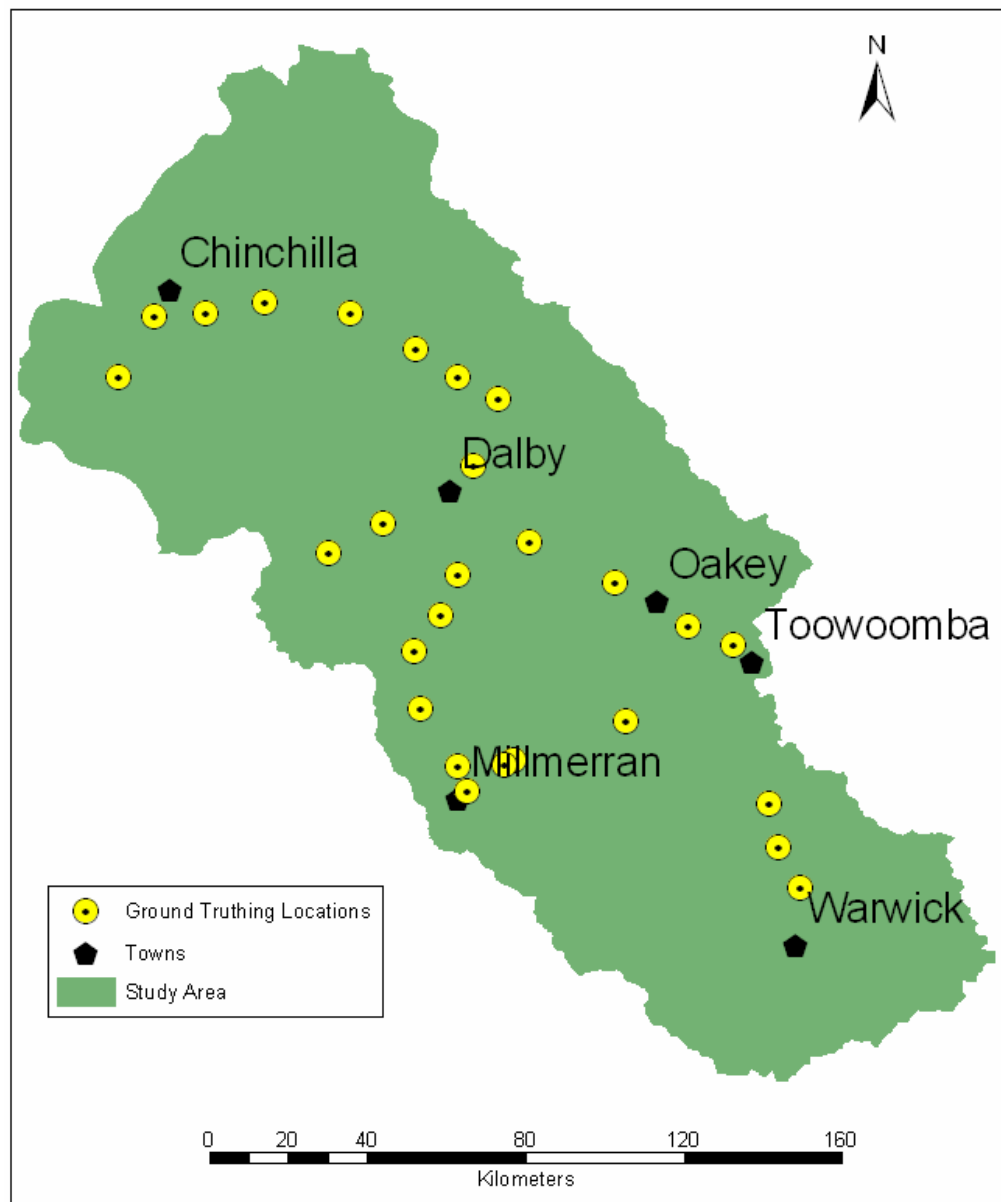 N
Chinchilla
Dalby
Oakey
Toowoomba
Millmerran
Warwick
Ground Truthing Locations
Towns
Study Area
0 20 40 80 120 160
Kilometers